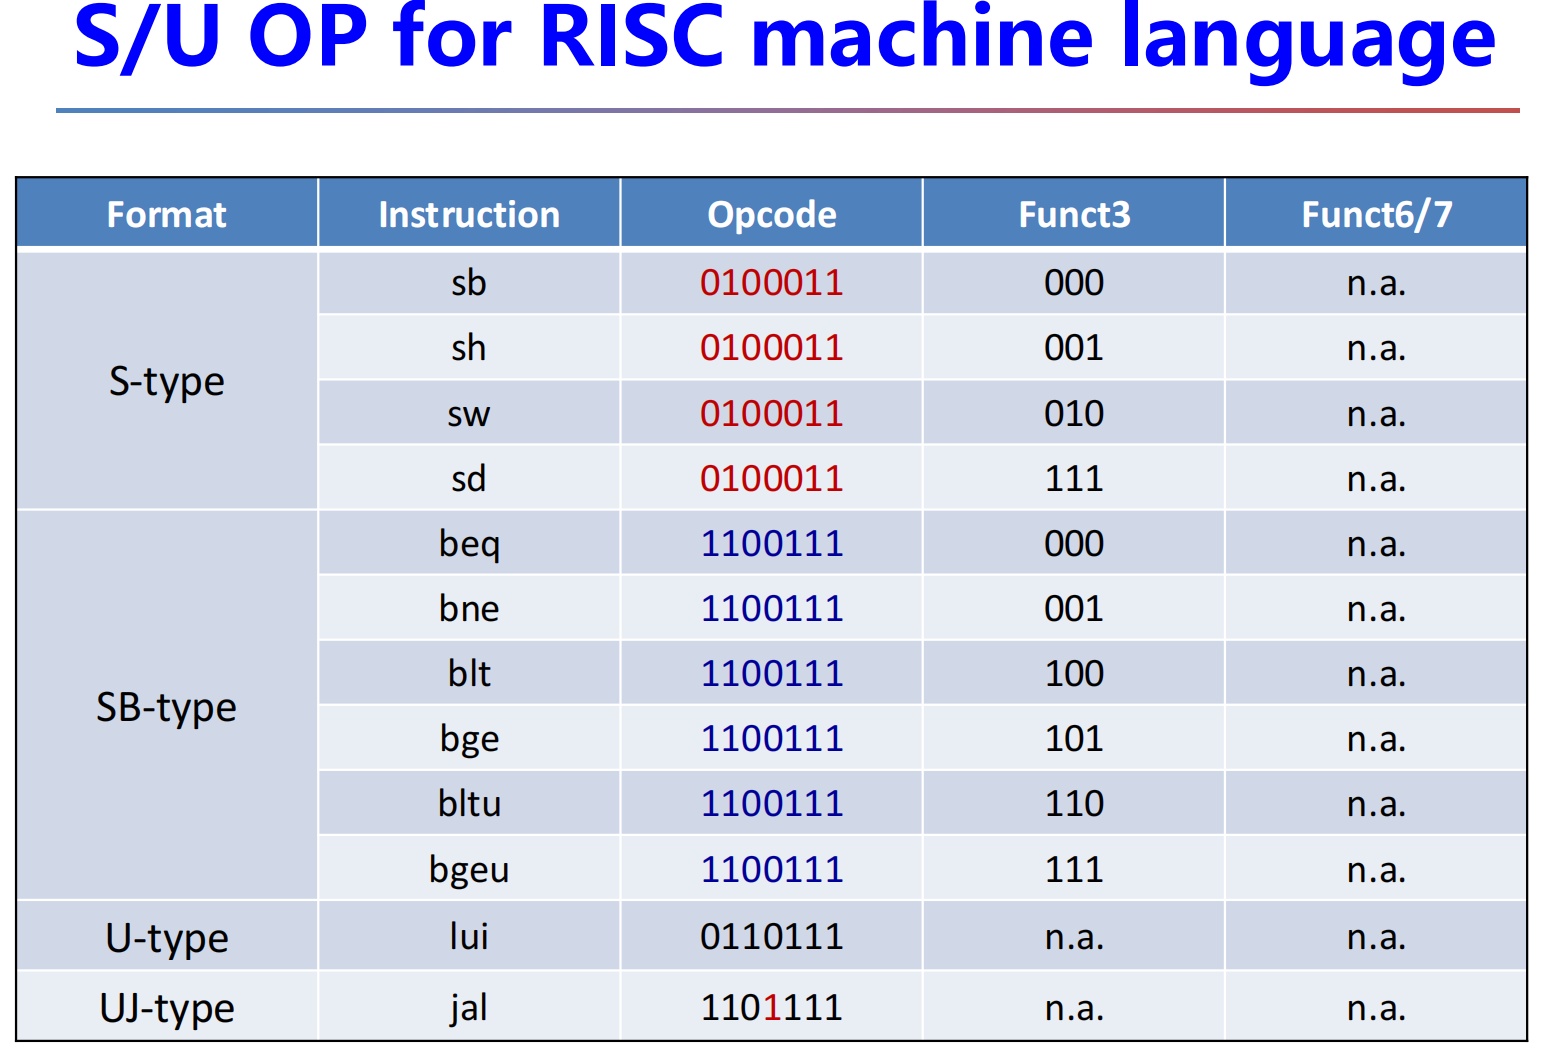 S/U OP for RISC machine language
Format Instruction Opcode Funct3 Funct6/7
S-type
sb 0100011 000 n.a.
sh 0100011 001 n.a.
sw 0100011 010 n.a.
sd 0100011 111 n.a.
SB-type
beq 1100111 000 n.a.
bne 1100111 001 n.a.
blt 1100111 100 n.a.
bge 1100111 101 n.a.
bltu 1100111 110 n.a.
bgeu 1100111 111 n.a.
U-type lui 0110111 n.a. n.a.
UJ-type jal 1101111 n.a. n.a.